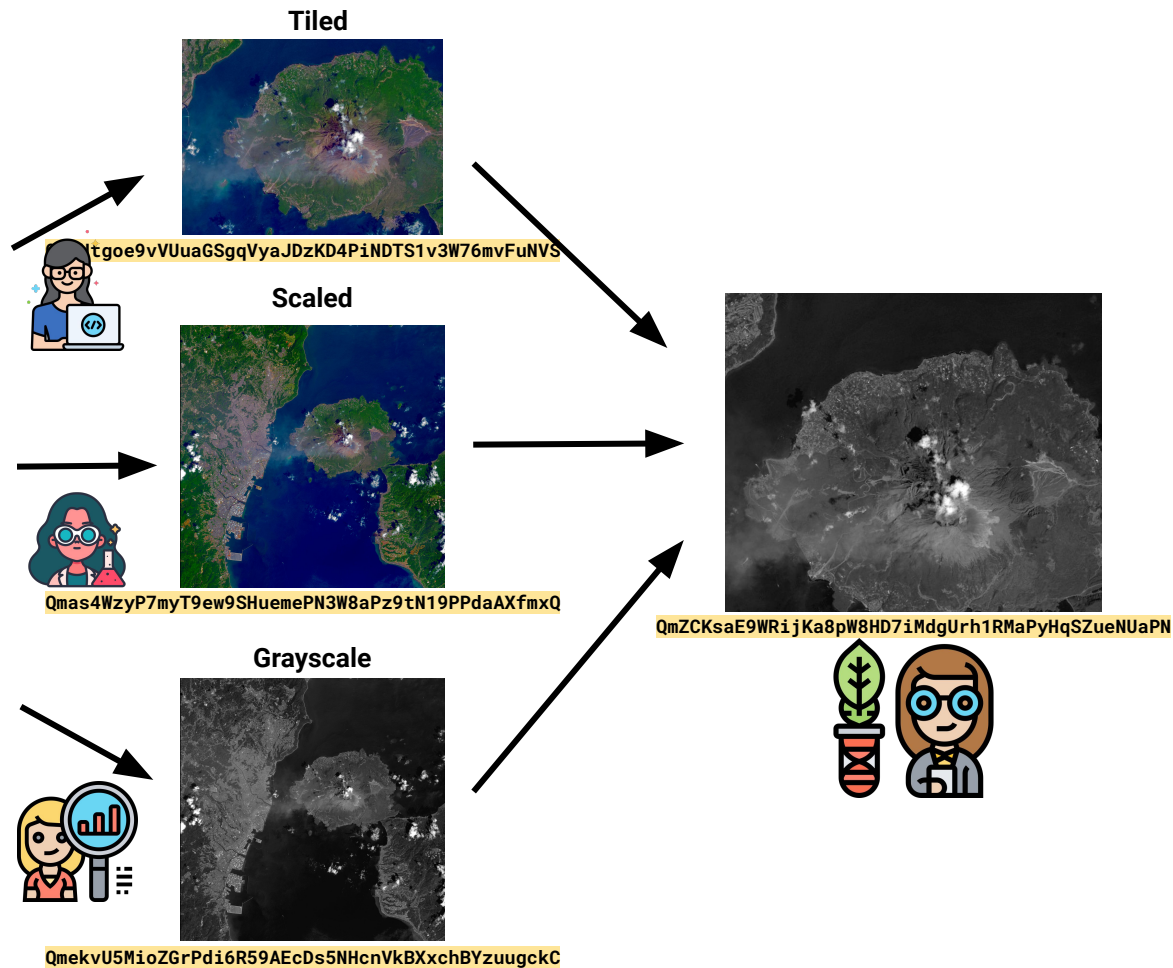 Tiled
tgoe9vVUuaGSgqVyaJDzKD4PiNDTS1v3W76mvFuNVS
</>
Scaled
Qmas4WzyP7myT9ew9SHuemePN3W8aPz9tN19PPdaAXfmxQ
QmZCKsaE9WRijKa8pW8HD7iMdgUrh1RMaPyHqSZueNUaPN
Grayscale
QmekvU5MioZGrPdi6R59AEcDs5NHcnVkBXxchBYzuugckC